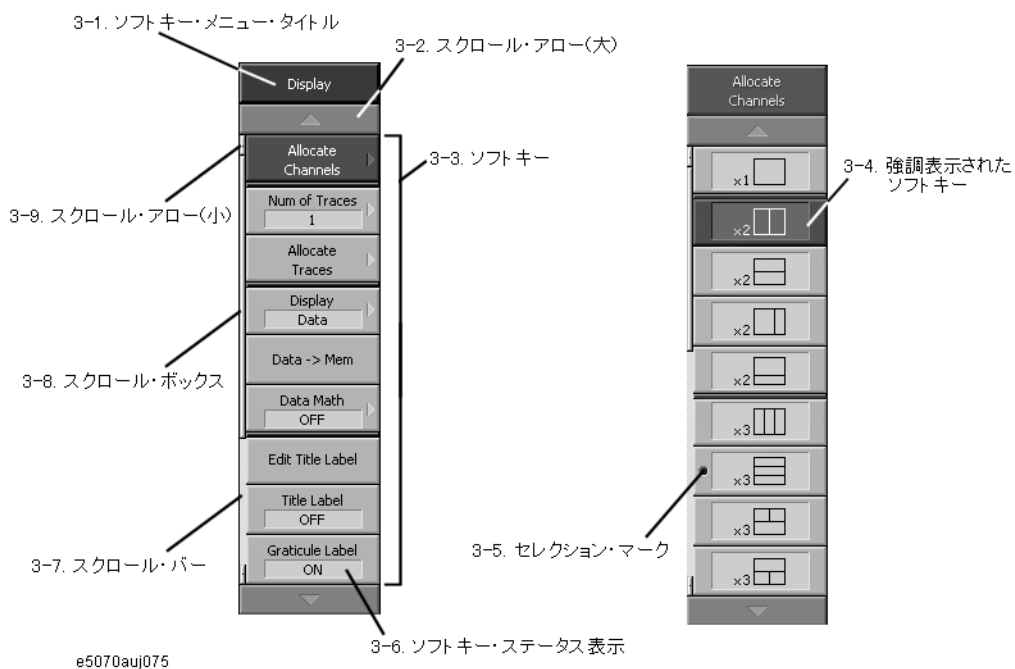 3-1. ソフトキー・メニュー・タイトル
3-2. スクロール・アロー(大)
Display
Allocate
Channels
Num of Traces
1
Allocate
Traces
Display
Data
Data -> Mem
Data Math
OFF
Edit Title Label
Title Label
OFF
Graticule Label
ON
3-3. ソフトキー
3-9. スクロール・アロー(小)
3-8. スクロール・ボックス
3-7. スクロール・バー
3-6. ソフトキー・ステータス表示
Allocate
Channels
×1
×2
×2
×2
×2
×3
×3
×3
×3
3-4. 強調表示された
ソフトキー
3-5. セレクション・マーク
e5070auj075